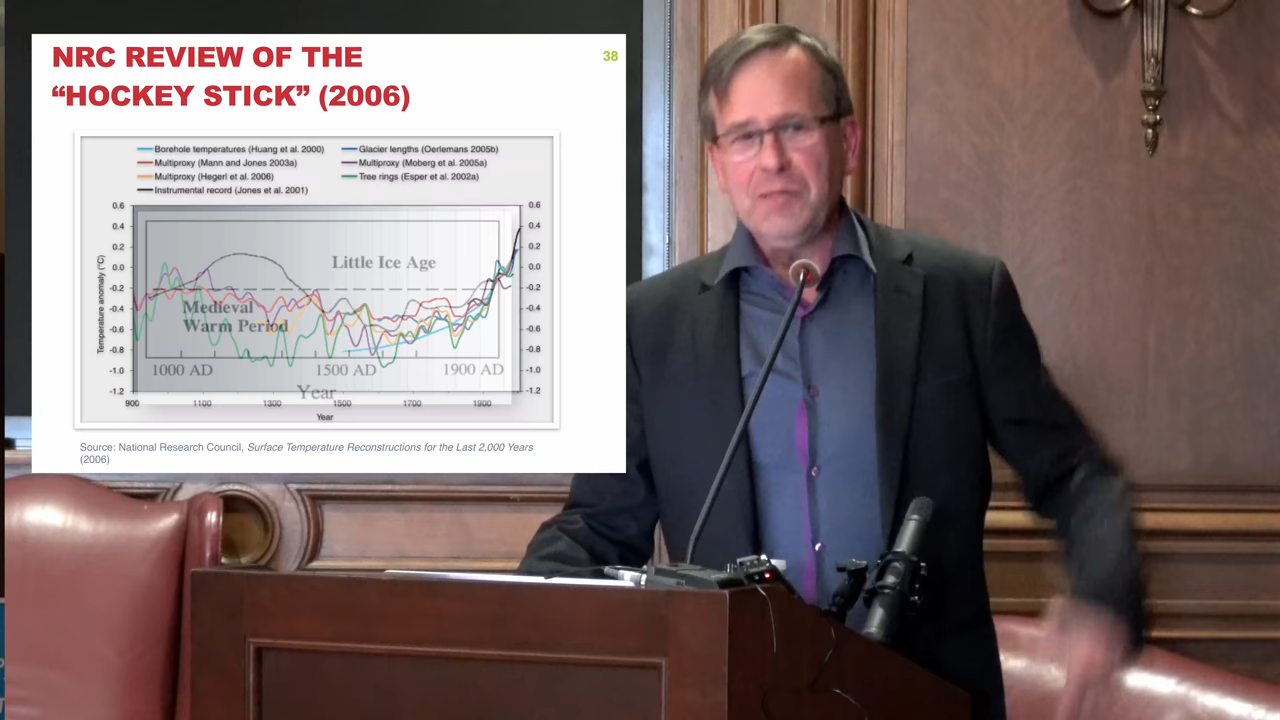 NRC REVIEW OF THE
“HOCKEY STICK” (2006)
38
Borehole temperatures (Huang et al. 2000)
Glacier lengths (Oerlemans 2005b)
Multiproxy (Mann and Jones 2003a)
Multiproxy (Moberg et al. 2005a)
Multiproxy (Hegerl et al. 2006)
Tree rings (Esper et al. 2002a)
Instrumental record (Jones et al. 2001)
0.6 0.6
0.4 0.4
0.2 0.2
0.0 0.0
-0.2 -0.2
-0.4 -0.4
-0.6 -0.6
-0.8 -0.8
-1.0 -1.0
-1.2 -1.2
Temperature anomaly (°C)
Little Ice Age
Medieval
Warm Period
1000 AD 1500 AD 1900 AD
Year
900 1100 1300 1500 1700 1900
Year
Source: National Research Council, Surface Temperature Reconstructions for the Last 2,000 Years
(2006)